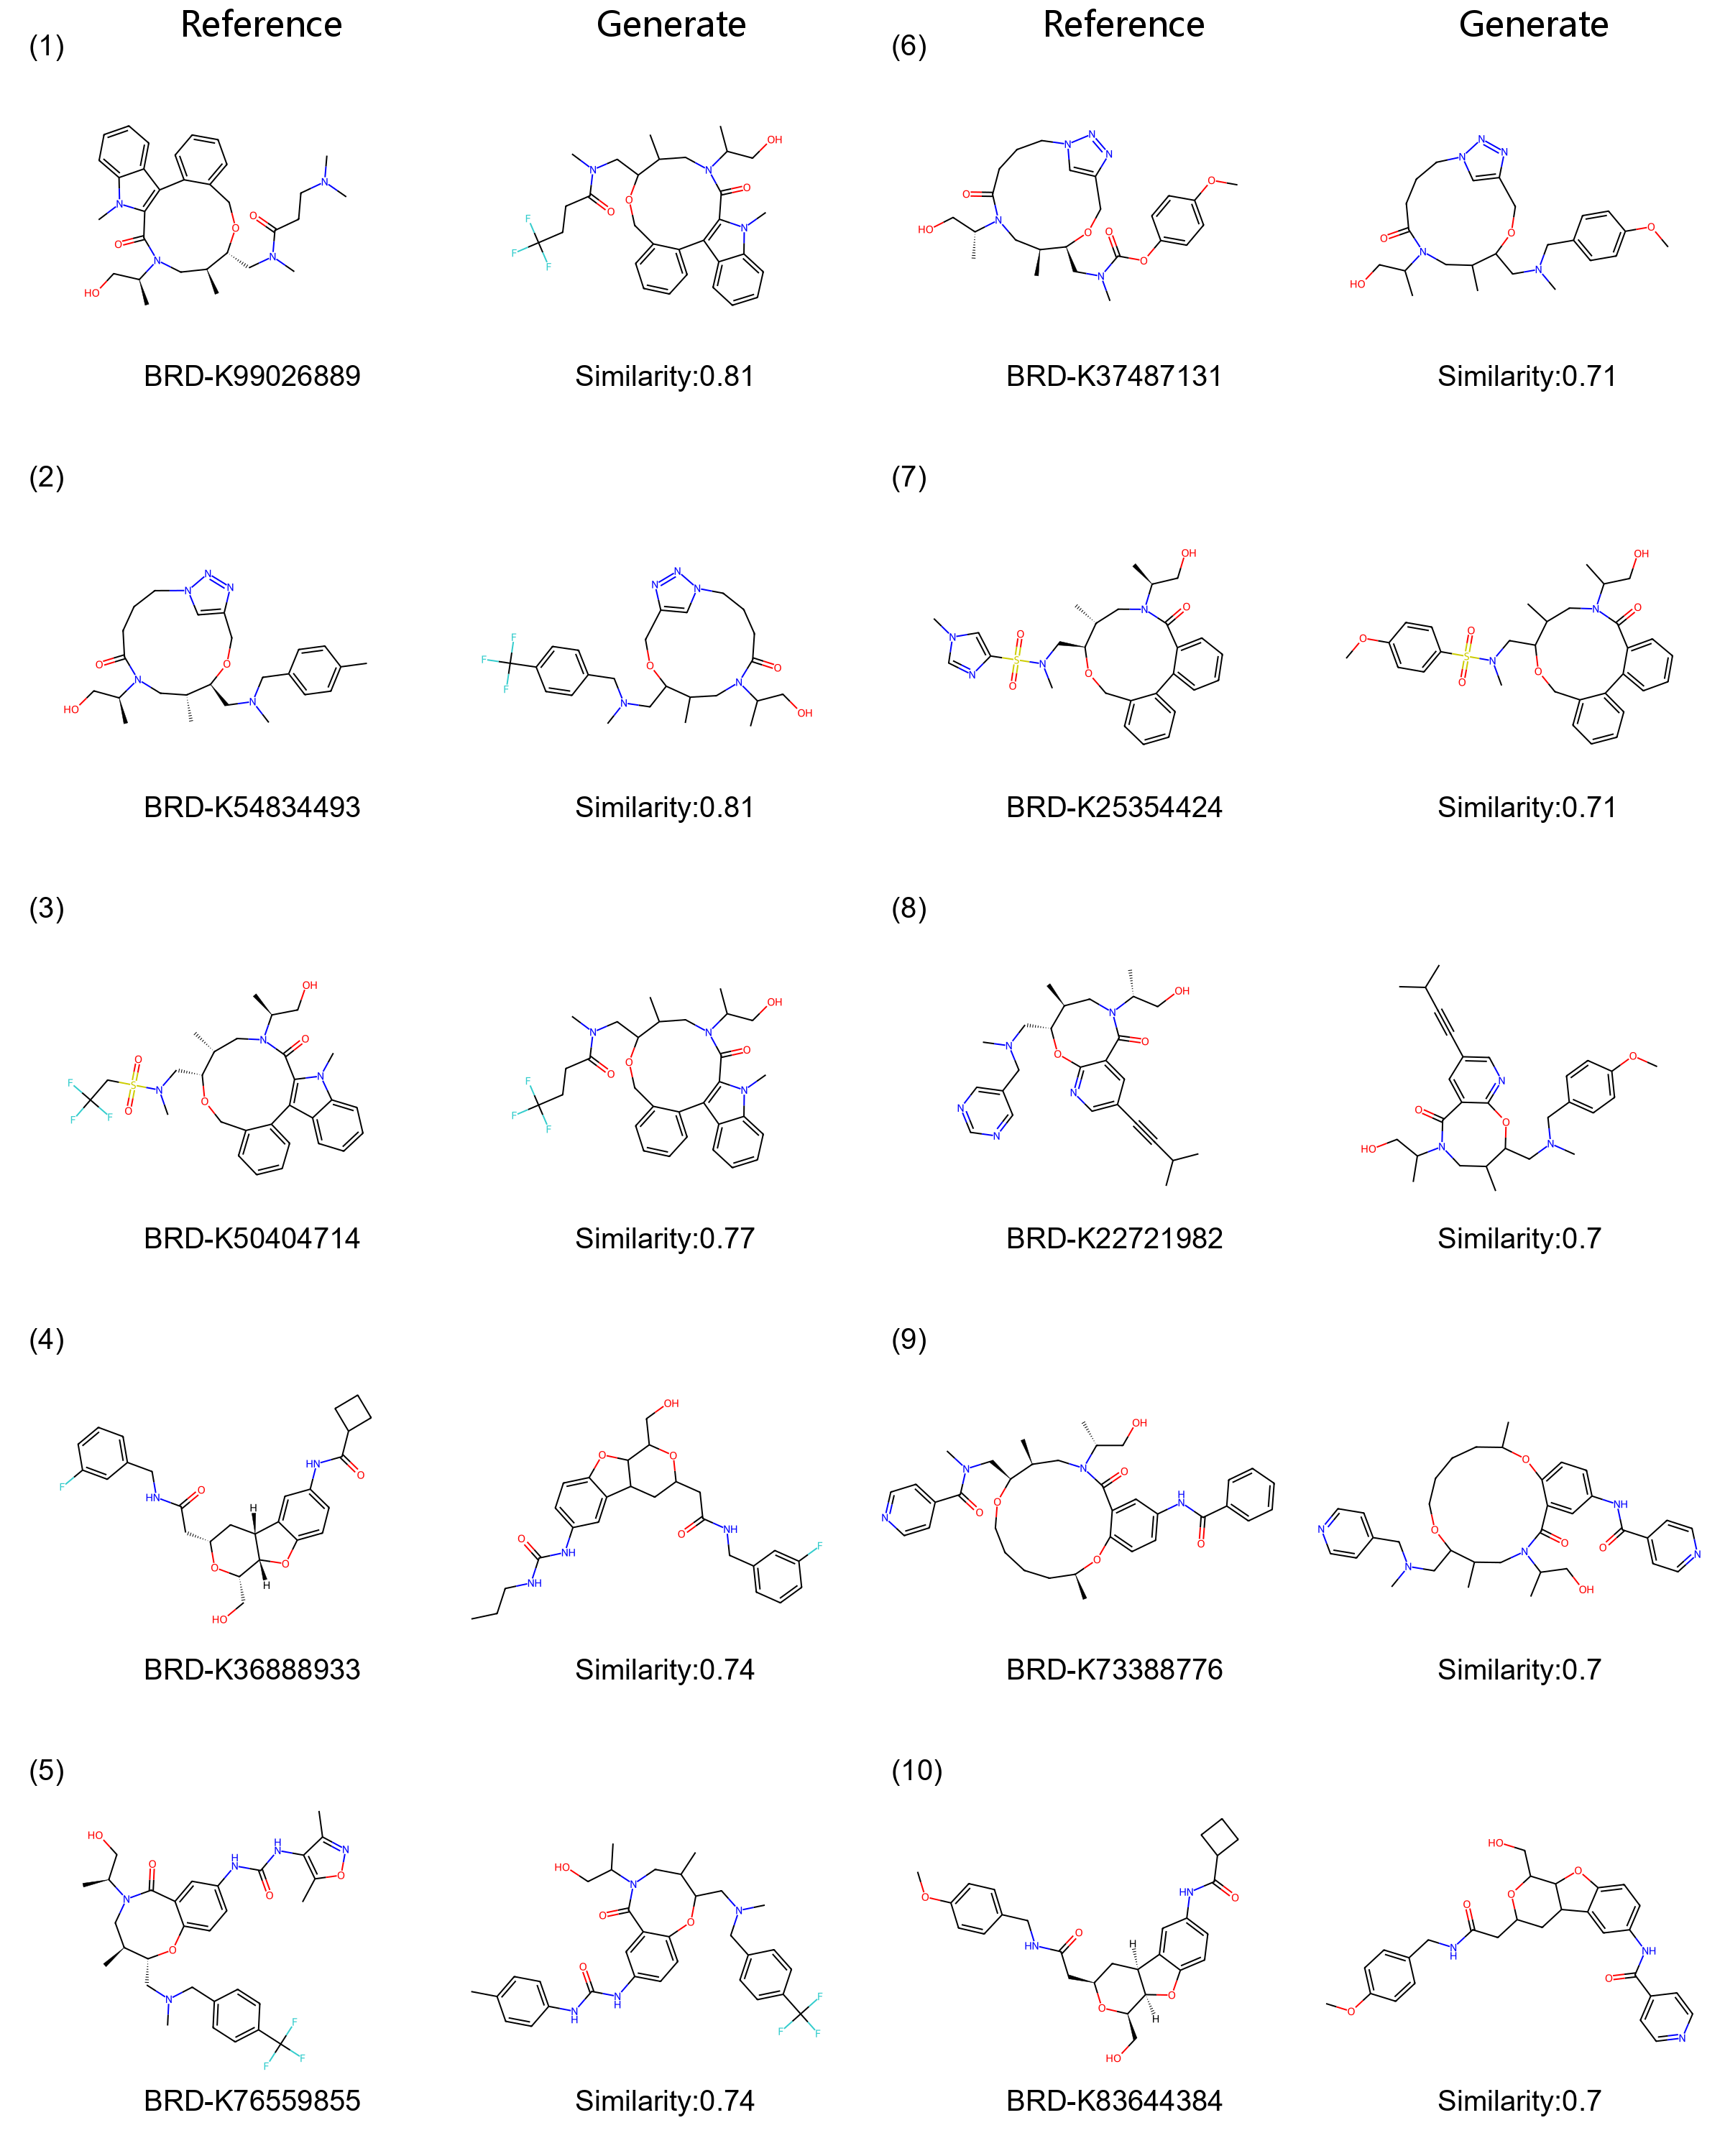 Reference Generate Reference Generate
(1) (6)
BRD-K99026889 Similarity:0.81 BRD-K37487131 Similarity:0.71
(2) (7)
BRD-K54834493 Similarity:0.81 BRD-K25354424 Similarity:0.71
(3) (8)
BRD-K50404714 Similarity:0.77 BRD-K22721982 Similarity:0.7
(4) (9)
BRD-K36888933 Similarity:0.74 BRD-K73388776 Similarity:0.7
(5) (10)
BRD-K76559855 Similarity:0.74 BRD-K83644384 Similarity:0.7